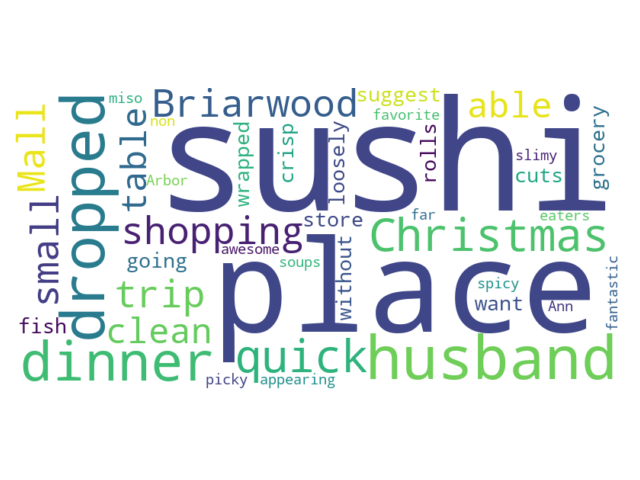 miso
Briarwood
suggest
able
favorite
Mall
dropped
table
non
sushi
wrapped
crisp
loosely
rolls
grocery
slimy
cuts
Arbor
small
shopping
store
far
eaters
Christmas
awesome
going
soups
without
place
trip
spicy
want
Ann
fantastic
fish
clean
dinner
quick
husband
picky
appearing